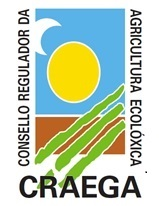 CONSELLO REGULADOR DA
AGRICULTURA ECOLÓXICA
CRAEGA